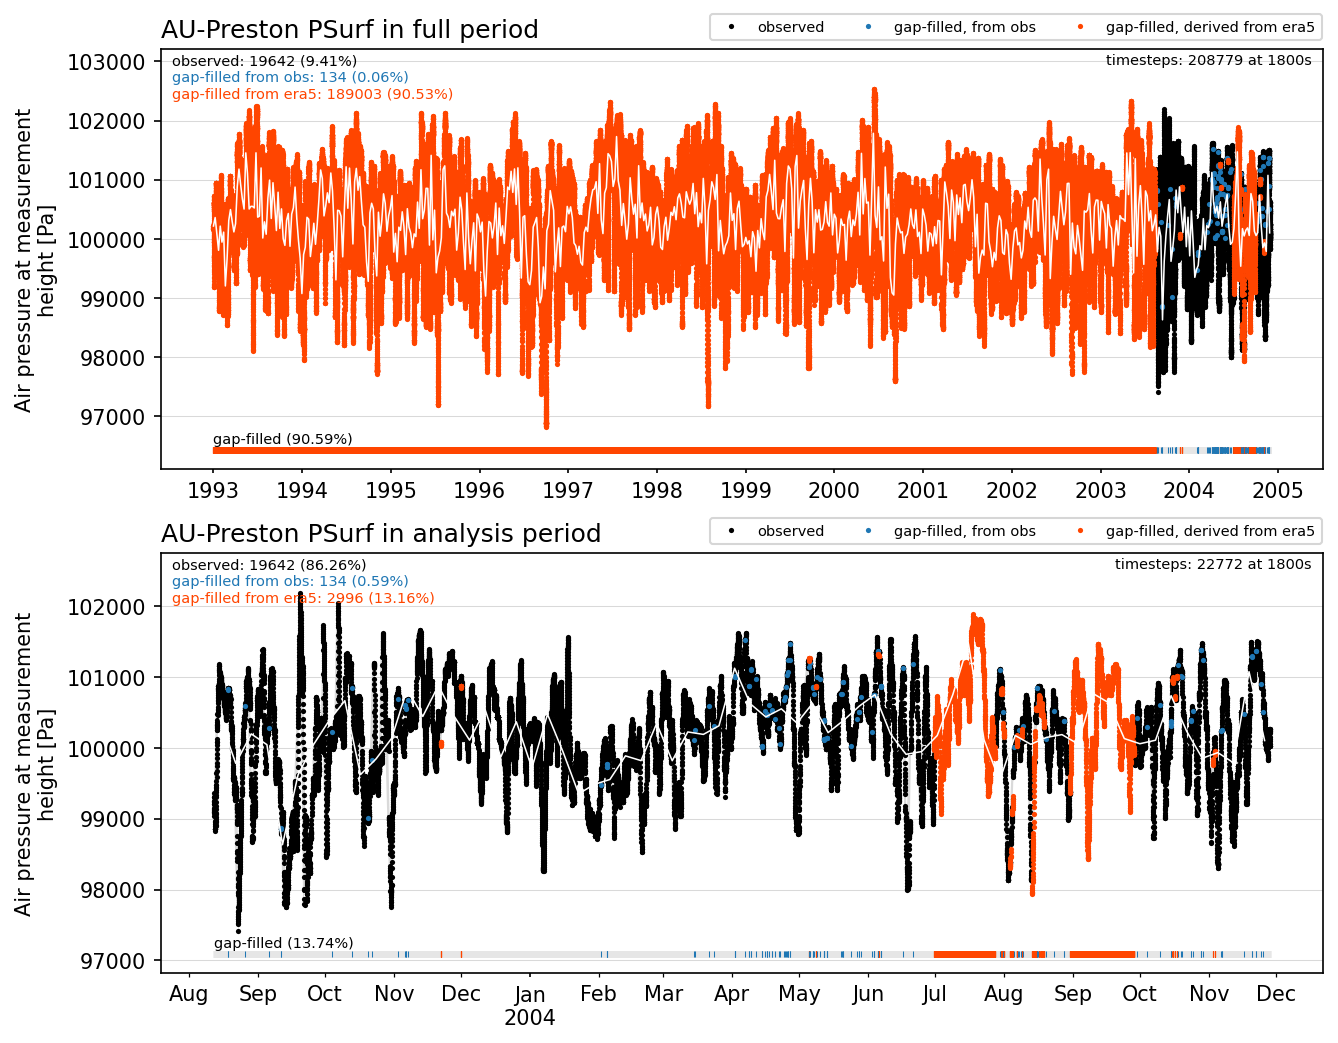 AU-Preston PSurf in full period
observed
gap-filled, from obs
gap-filled, derived from era5
observed: 19642 (9.41%)
gap-filled from obs: 134 (0.06%)
gap-filled from era5: 189003 (90.53%)
timesteps: 208779 at 1800s
Air pressure at measurement
height [Pa]
103000
102000
101000
100000
99000
98000
97000
gap-filled (90.59%)
1993 1994 1995 1996 1997 1998 1999 2000 2001 2002 2003 2004 2005
AU-Preston PSurf in analysis period
observed
gap-filled, from obs
gap-filled, derived from era5
observed: 19642 (86.26%)
gap-filled from obs: 134 (0.59%)
gap-filled from era5: 2996 (13.16%)
timesteps: 22772 at 1800s
Air pressure at measurement
height [Pa]
102000
101000
100000
99000
98000
97000
gap-filled (13.74%)
Aug Sep Oct Nov Dec Jan Feb Mar Apr May Jun Jul Aug Sep Oct Nov Dec
2004